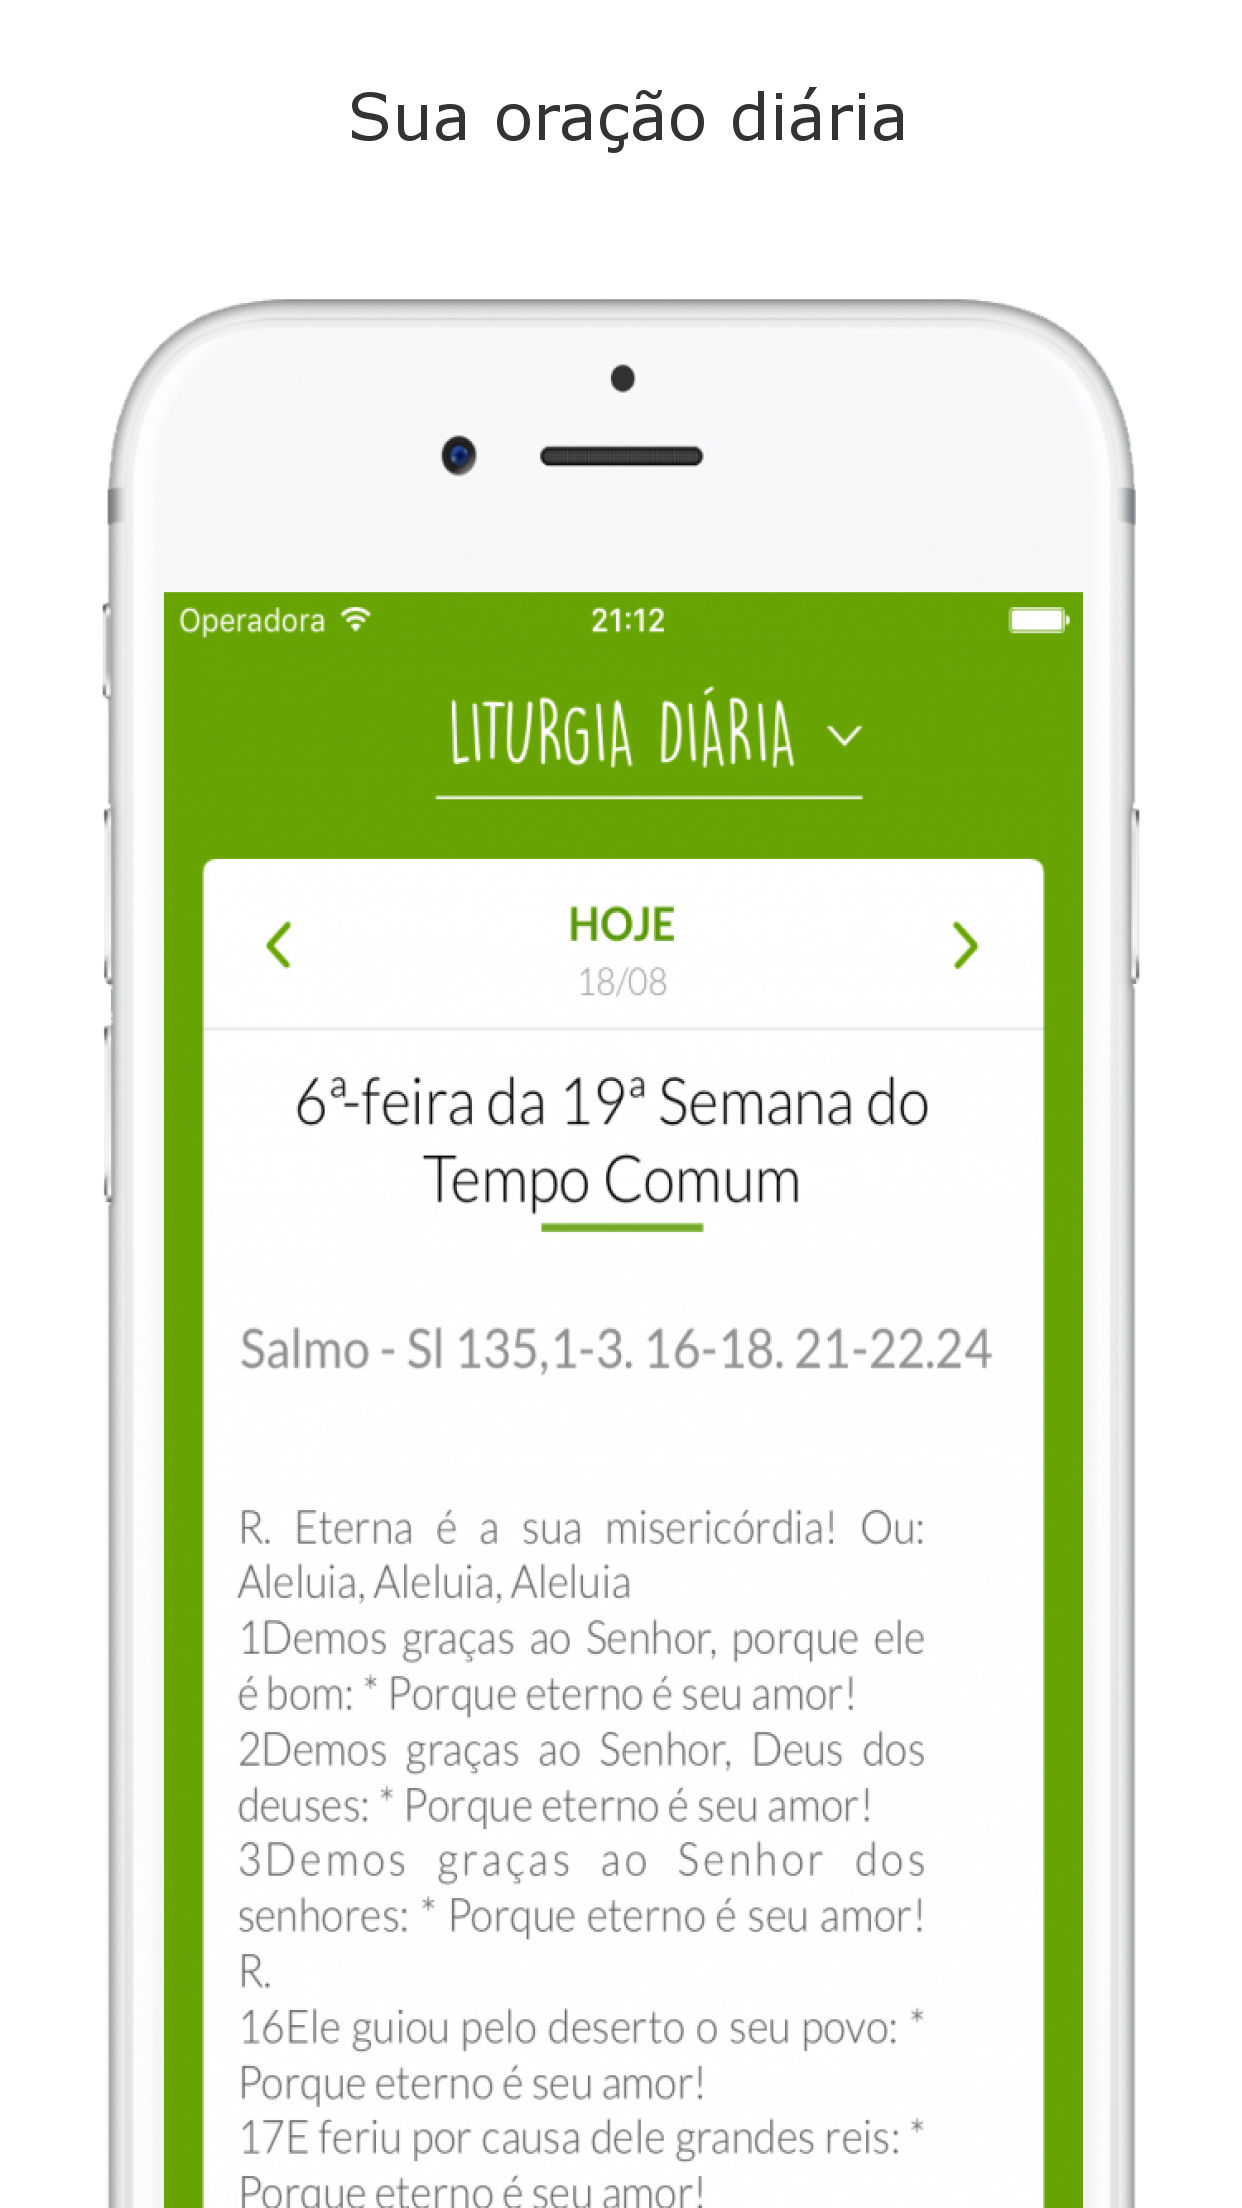 Sua oração diária
Operadora 21:12
LITURGIA DIÁRIA
HOJE
18/08
6ª-feira da 19ª Semana do
Tempo Comum
Salmo - Sl 135,1-3. 16-18. 21-22.24
R. Eterna é a sua misericórdia! Ou:
Aleluia, Aleluia, Aleluia
1Demos graças ao Senhor, porque ele
é bom: * Porque eterno é seu amor!
2Demos graças ao Senhor, Deus dos
deuses: * Porque eterno é seu amor!
3Demos graças ao Senhor dos
senhores: * Porque eterno é seu amor!
R.
16Ele guiou pelo deserto o seu povo: *
Porque eterno é seu amor!
17E feriu por causa dele grandes reis: *
Porque eterno é seu amor!